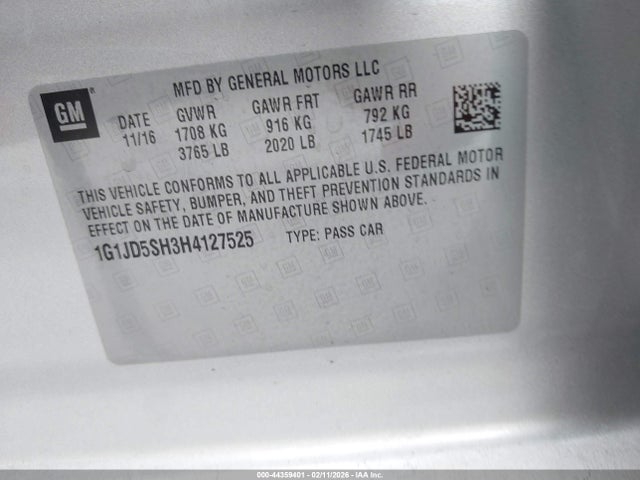 GM
MFD BY GENERAL MOTORS LLC
DATE GVWR GAWR FRT GAWR RR
11/16 1708 KG 916 KG 792 KG
3765 LB 2020 LB 1745 LB
THIS VEHICLE CONFORMS TO ALL APPLICABLE U.S. FEDERAL MOTOR
VEHICLE SAFETY, BUMPER, AND THEFT PREVENTION STANDARDS IN
EFFECT ON THE DATE OF MANUFACTURE SHOWN ABOVE.
1G1JD5SH3H4127525 TYPE: PASS CAR
000-44359401 - 02/11/2026 - IAA Inc.